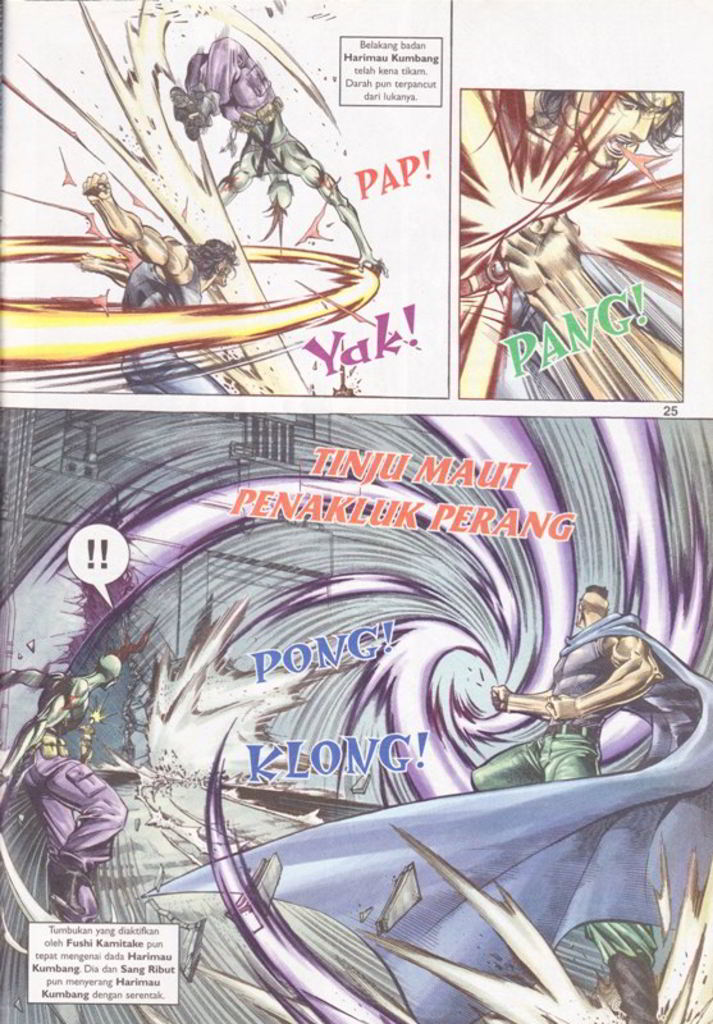 Belakang badan
Harimau Kumbang
telah kena tikam.
Darah pun terpancut
dari lukanya.
PAP!
Yak!
PANG!
25
TINJU MAUT
PENAKLUK PERANG
!!
PONG!
KLONG!
Tumbukan yang diaktifkan
oleh Fushi Kamitake pun
tepat mengenai dada Harimau
Kumbang. Dia dan Sang Ribut
pun menyerang Harimau
Kumbang dengan serentak.